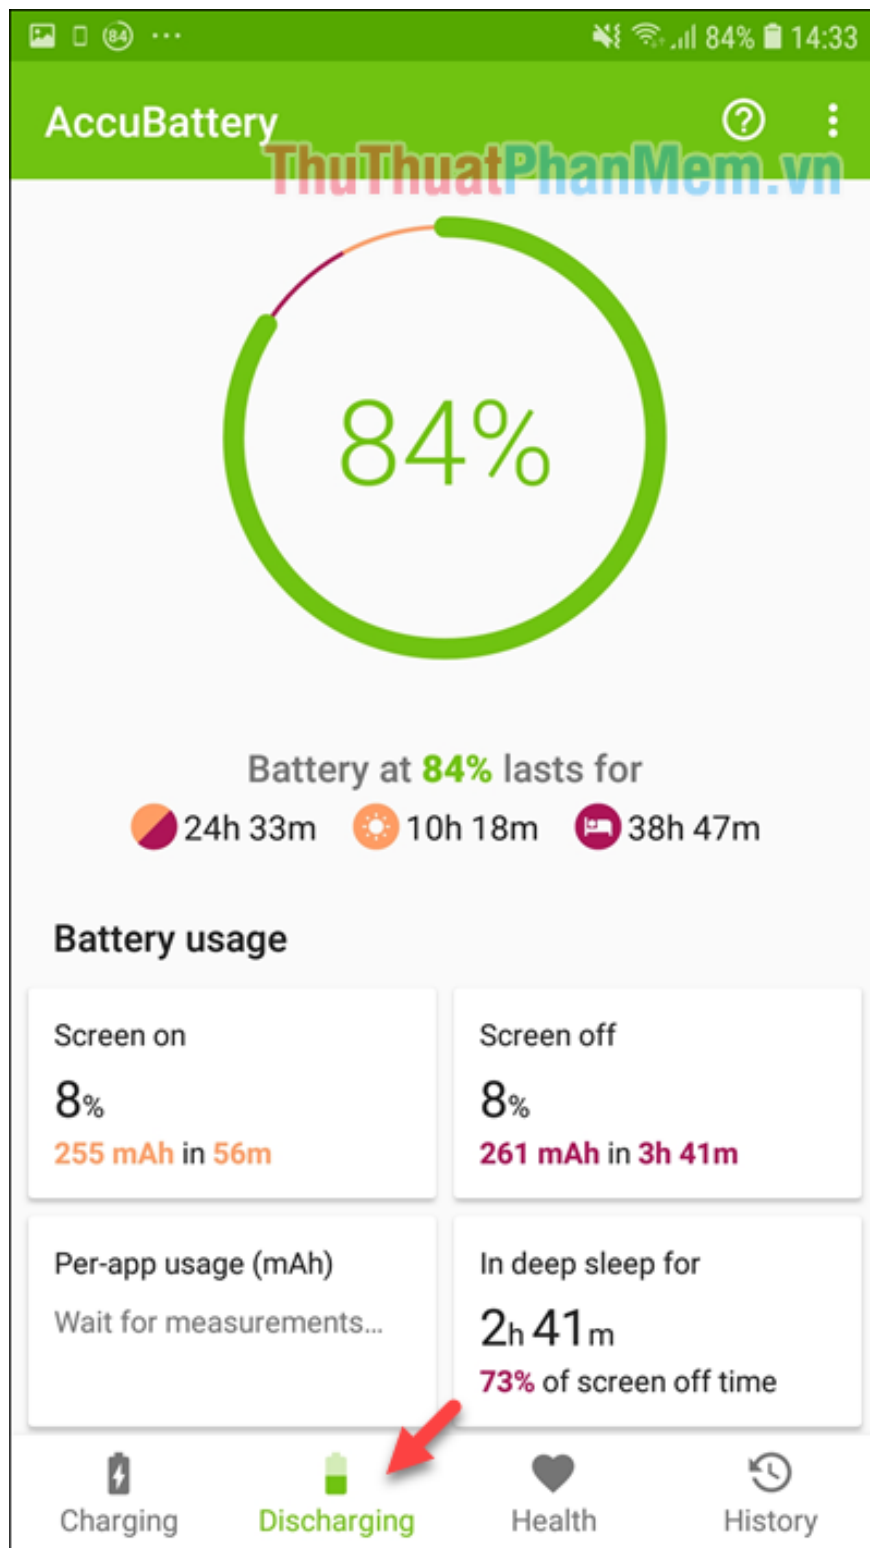 84 ... 84% 14:33
AccuBattery
ThuThuatPhanMem.vn
84%
Battery at 84% lasts for
24h 33m 10h 18m 38h 47m
Battery usage
Screen on Screen off
8% 8%
255 mAh in 56m 261 mAh in 3h 41m
Per-app usage (mAh) In deep sleep for
Wait for measurements... 2h 41m
73% of screen off time
Charging Discharging Health History